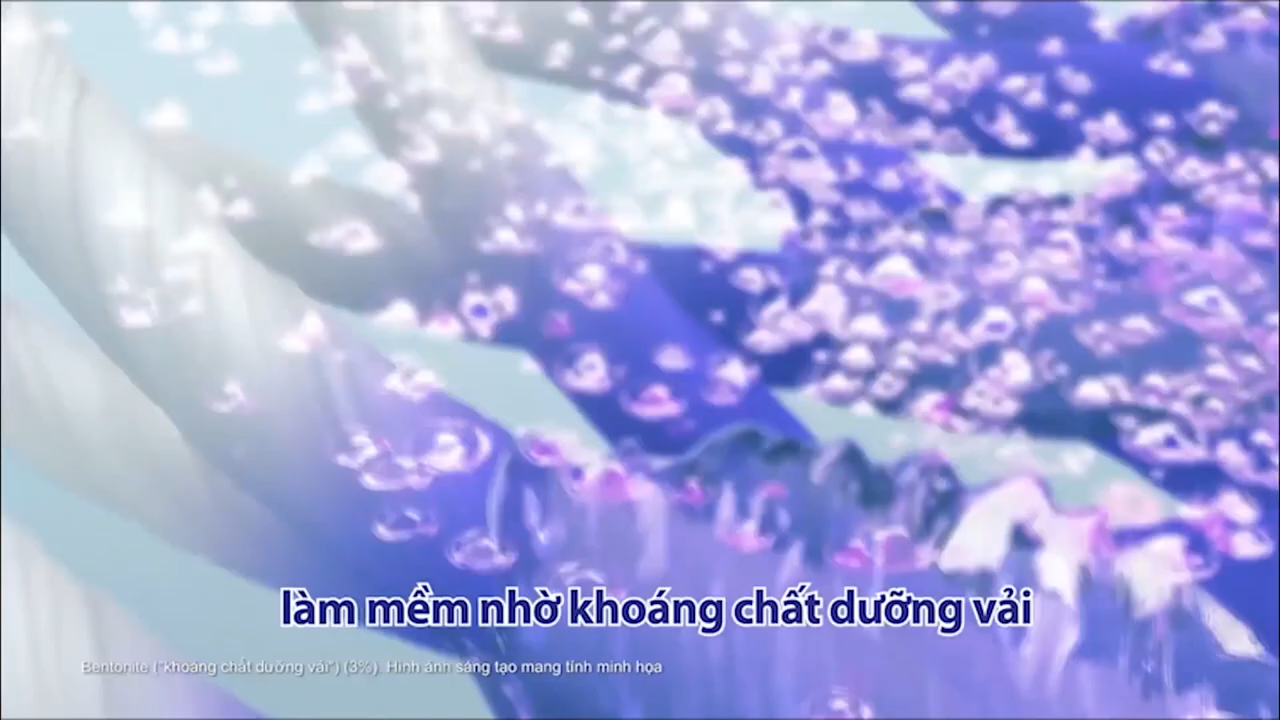 làm mềm nhờ khoáng chất dưỡng vải
Bentonite ("khoáng chất dưỡng vải") (3%). Hình ảnh sáng tạo mang tính minh họa